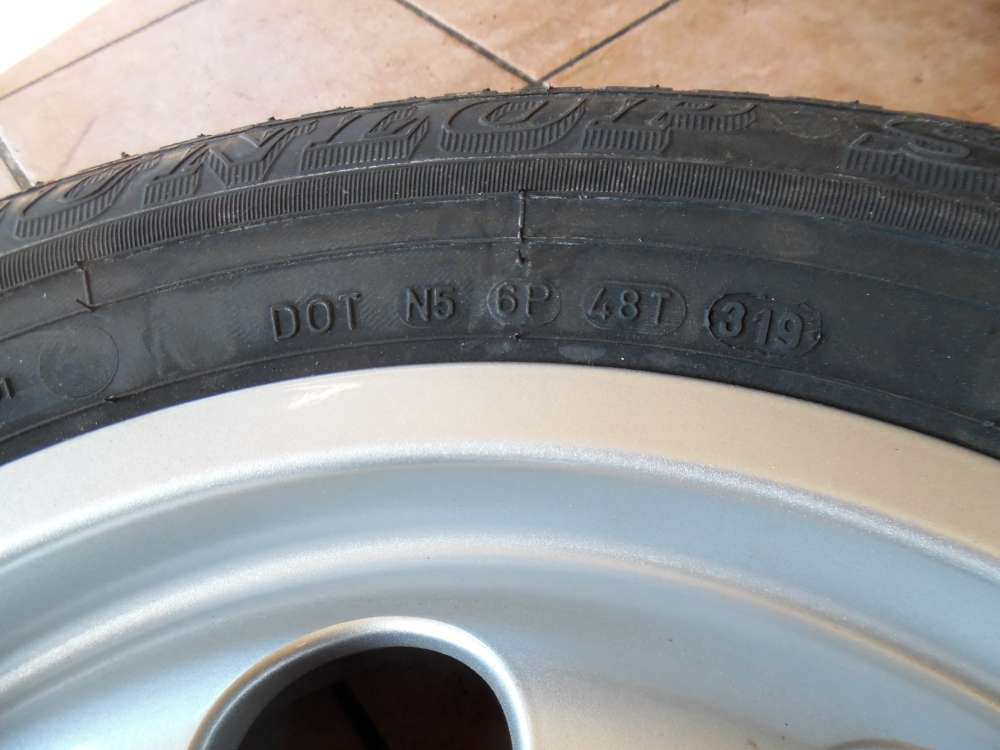 DUNLOP S
DOT N5 6P 48T 319